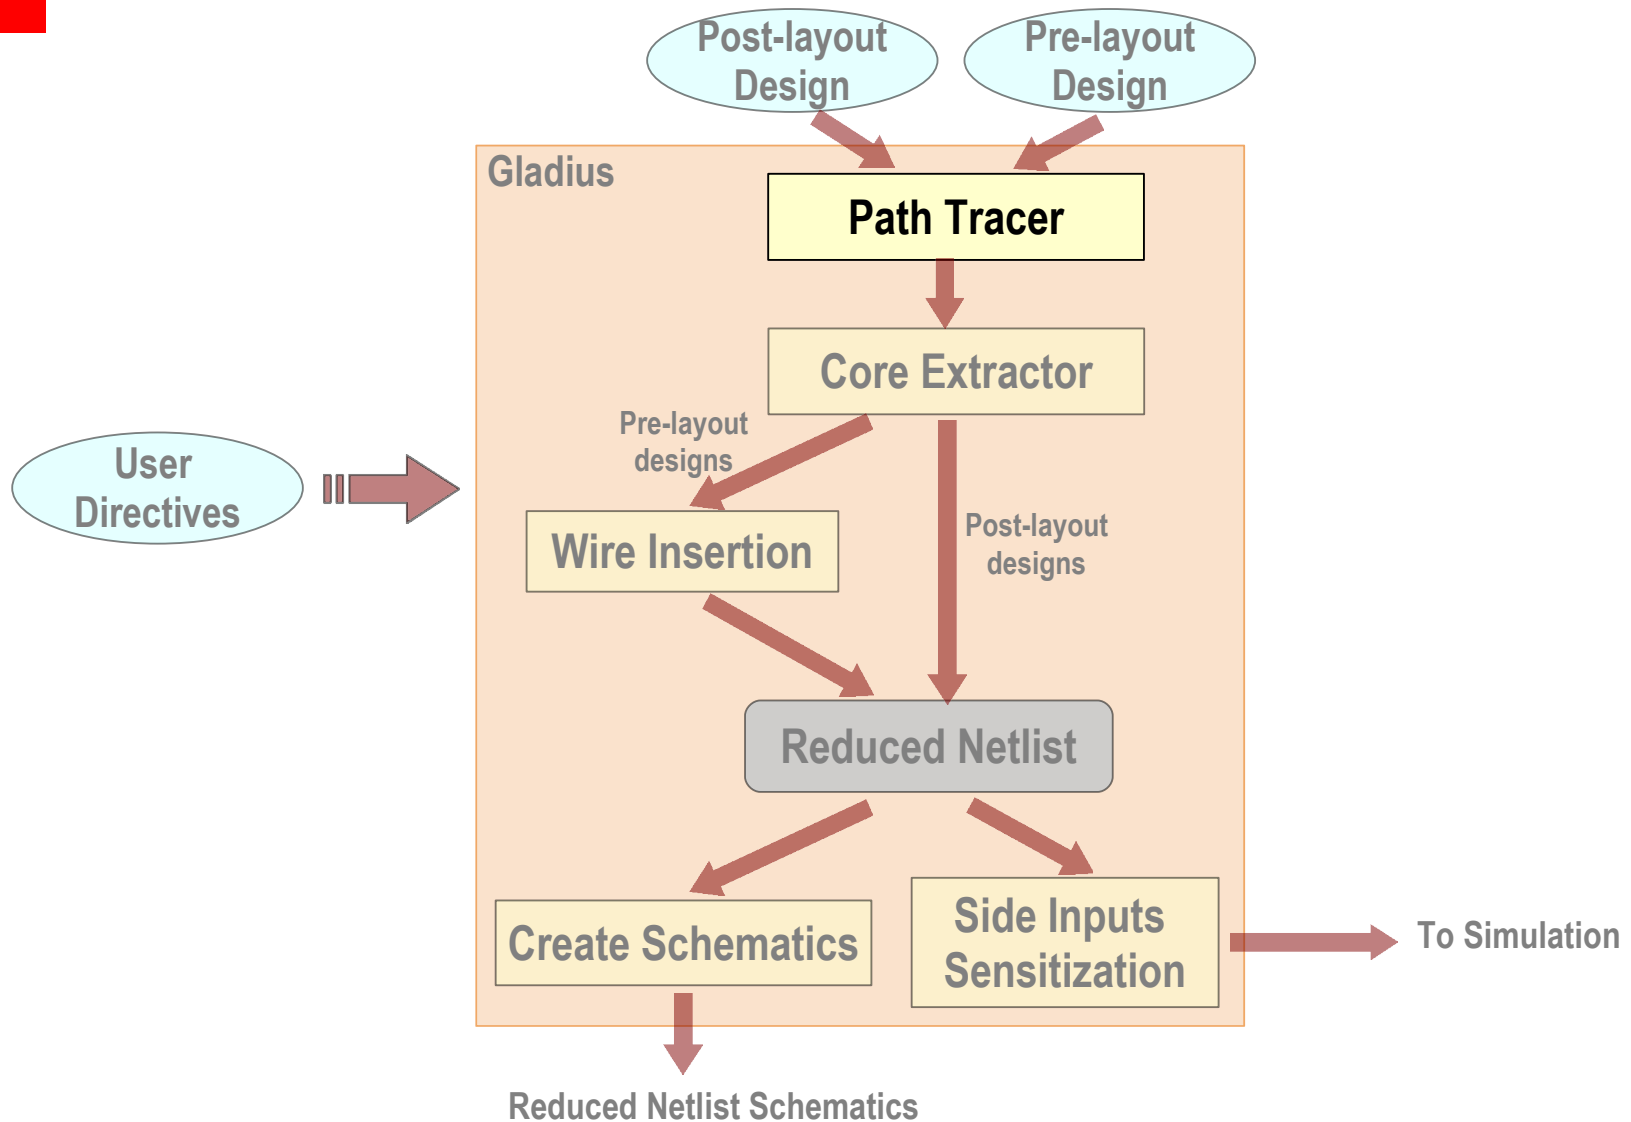 Post-layout
Design
Pre-layout
Design
Gladius
Path Tracer
Core Extractor
Pre-layout
designs
User
Directives
Wire Insertion
Post-layout
designs
Reduced Netlist
Create Schematics
Side Inputs
Sensitization
To Simulation
Reduced Netlist Schematics